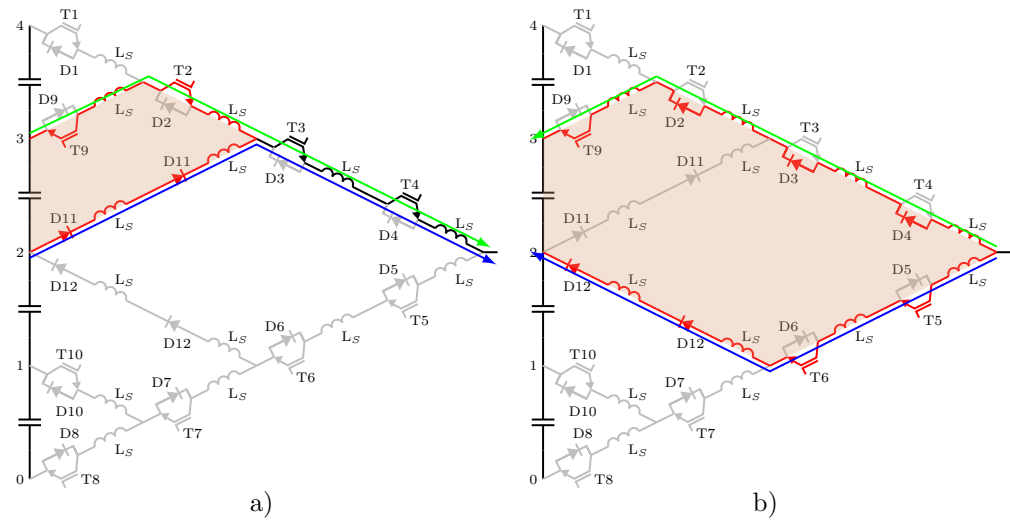 4 T1
L_S
D1
T2
D9
L_S
D2
L_S
T3
3
T9
D11
L_S
D3
L_S
T4
D11
L_S
D4
L_S
2
D12
L_S
D5
L_S
T5
D12
D6
L_S
L_S
T10
1
T6
D7
D10
L_S
D8
T7
L_S
0
T8
a)
4 T1
L_S
D1
T2
D9
L_S
D2
L_S
T3
3
T9
D11
L_S
D3
L_S
T4
D11
L_S
D4
L_S
2
D12
L_S
D5
L_S
T5
D12
D6
L_S
L_S
T10
1
T6
D7
D10
L_S
D8
T7
L_S
0
T8
b)